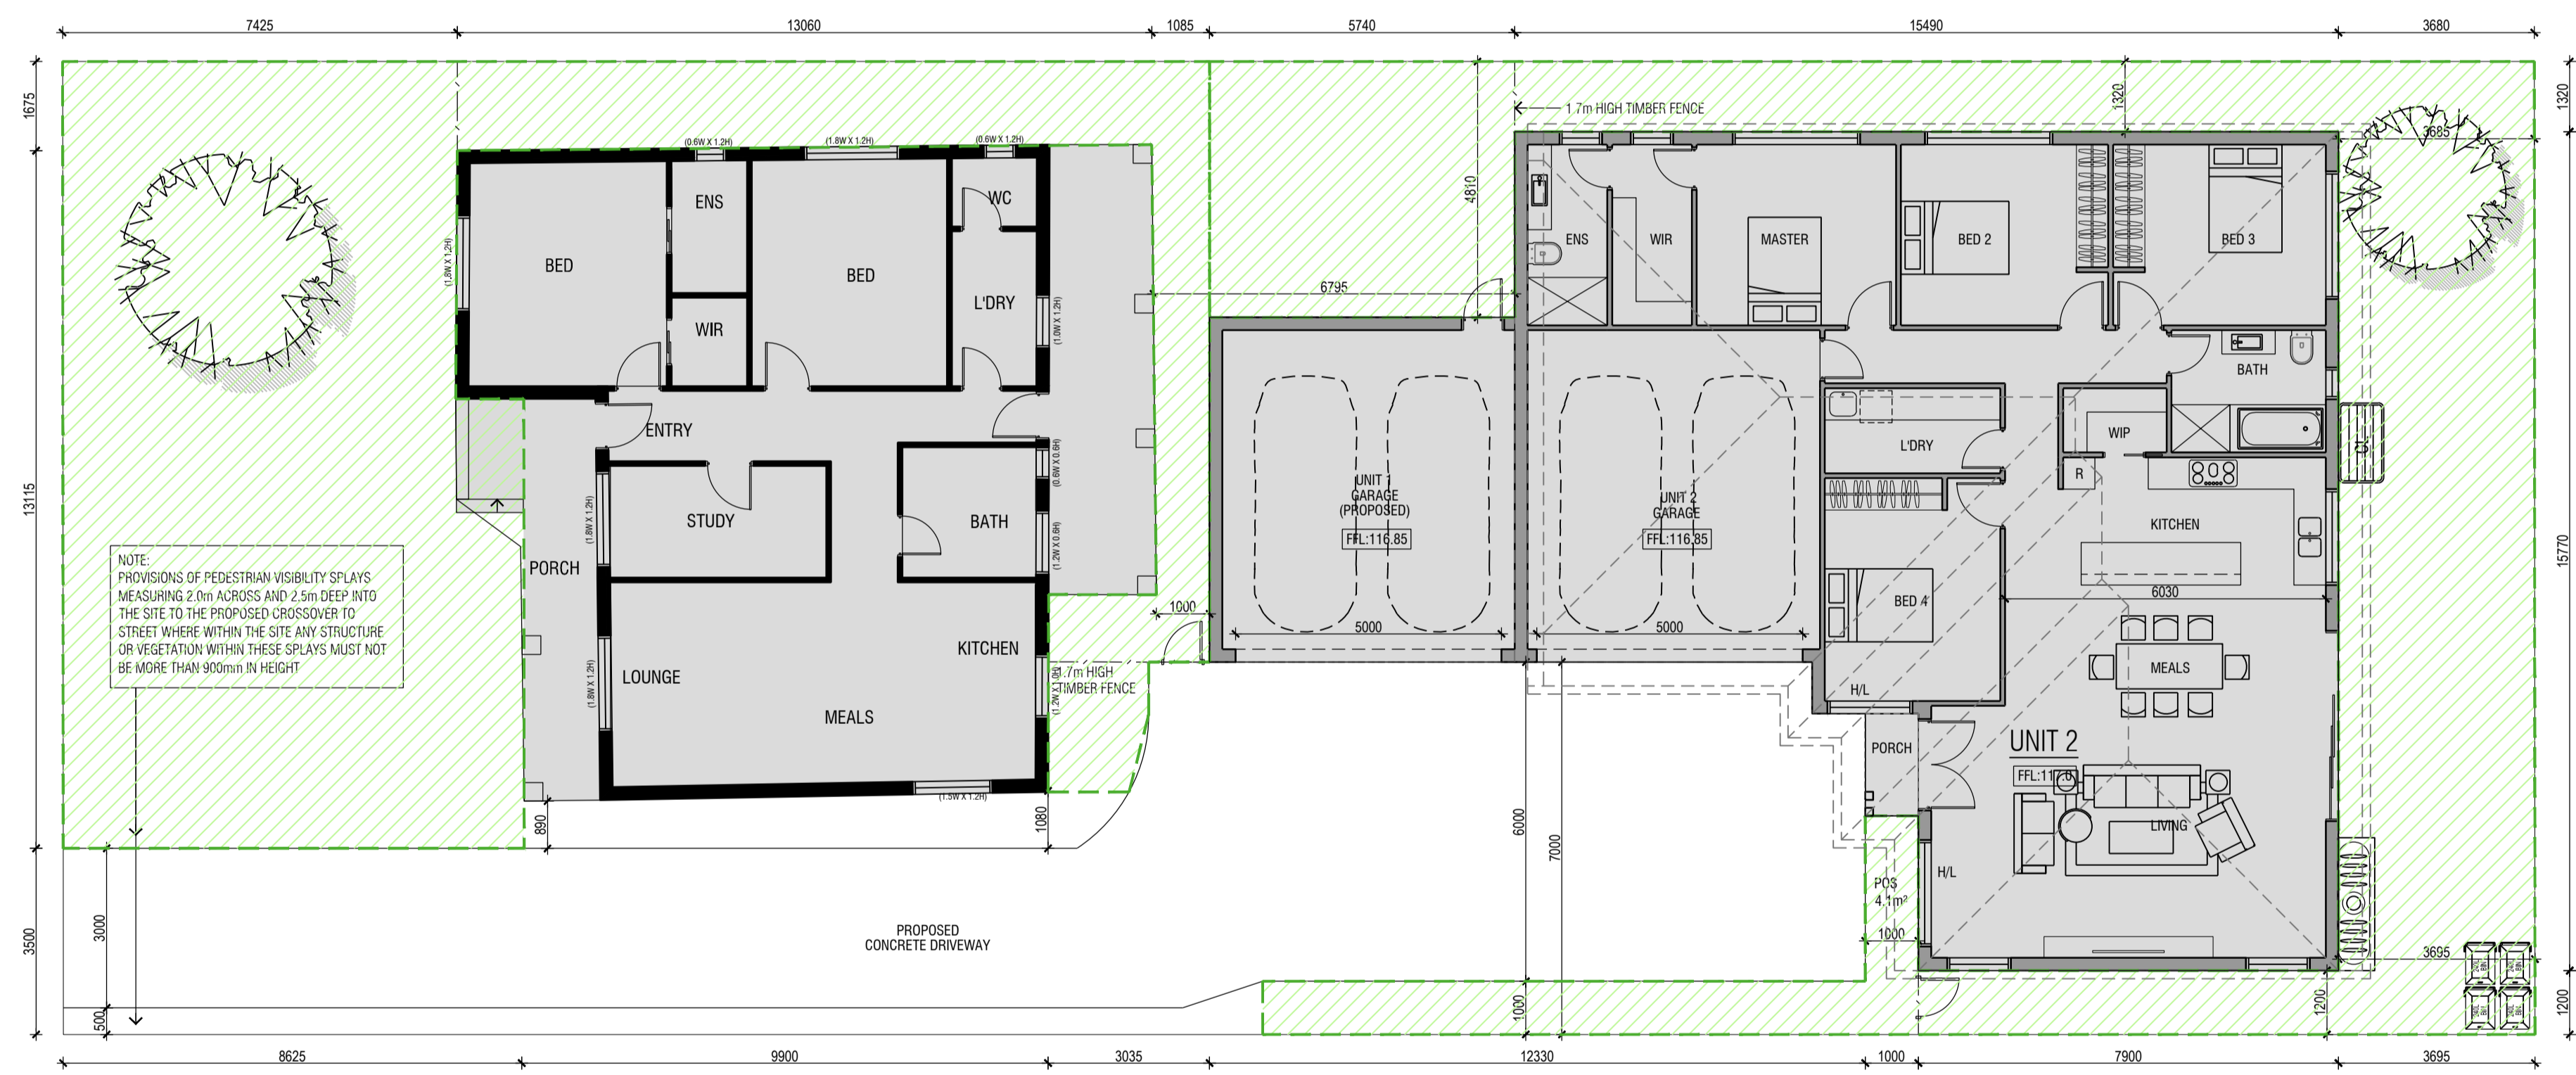 7425
13060
1085
5740
15490
3680
1675
13115
3500
3000
500
1320
1320
15770
1200
1.7m HIGH TIMBER FENCE
3685
4810
6795
(0.6W X 1.2H)
(1.8W X 1.2H)
(0.6W X 1.2H)
(1.8W X 1.2H)
BED
ENS
WIR
BED
WC
L'DRY
(1.0W X 1.2H)
ENTRY
STUDY
BATH
(0.6W X 0.6H)
(1.2W X 0.6H)
(1.8W X 1.2H)
PORCH
LOUNGE
KITCHEN
MEALS
(1.8W X 1.2H)
(1.2W X 1.0H)
(1.5W X 1.2H)
890
1080
1000
1.7m HIGH
TIMBER FENCE
NOTE:
PROVISIONS OF PEDESTRIAN VISIBILITY SPLAYS
MEASURING 2.0m ACROSS AND 2.5m DEEP INTO
THE SITE TO THE PROPOSED CROSSOVER TO
STREET WHERE WITHIN THE SITE ANY STRUCTURE
OR VEGETATION WITHIN THESE SPLAYS MUST NOT
BE MORE THAN 900mm IN HEIGHT
UNIT 1
GARAGE
(PROPOSED)
FFL:116.85
5000
UNIT 2
GARAGE
FFL:116.85
5000
ENS
WIR
MASTER
BED 2
BED 3
BATH
L'DRY
WIP
R
KITCHEN
6030
BED 4
H/L
MEALS
PORCH
UNIT 2
LIVING
H/L
POS
4.1m²
1000
6000
7000
1000
PROPOSED
CONCRETE DRIVEWAY
3695
1200
8625
9900
3035
12330
1000
7900
3695